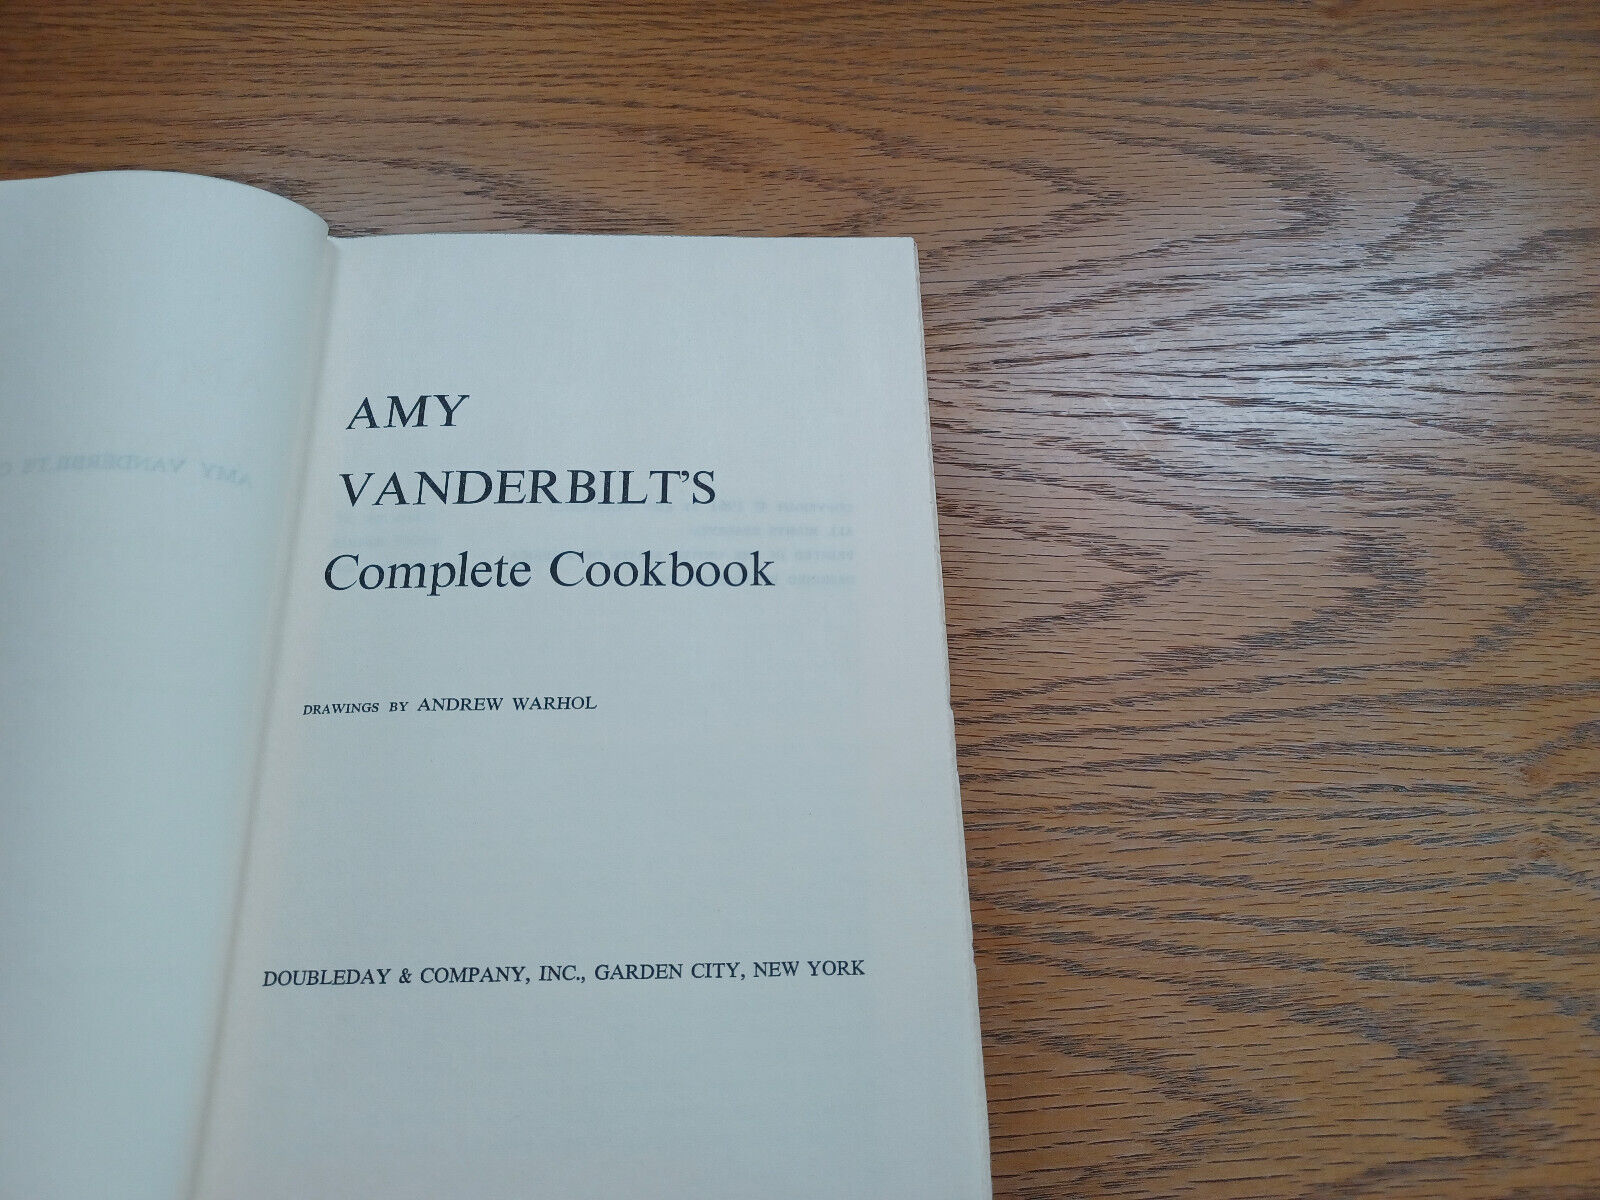 AMY
VANDERBILT'S
Complete Cookbook
DRAWINGS BY ANDREW WARHOL
DOUBLEDAY & COMPANY, INC., GARDEN CITY, NEW YORK